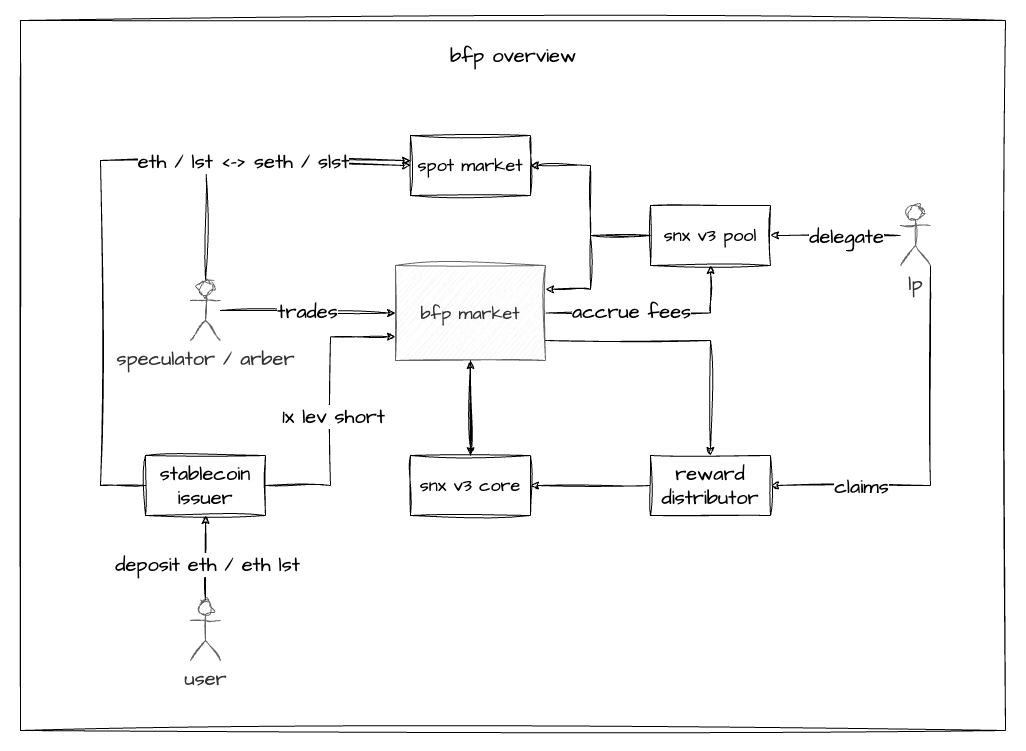 bfp overview
eth / lst <-> seth / slst
spot market
snx v3 pool
delegate
lp
trades
bfp market
accrue fees
speculator / arber
1x lev short
stablecoin
issuer
snx v3 core
reward
distributor
claims
deposit eth / eth lst
user